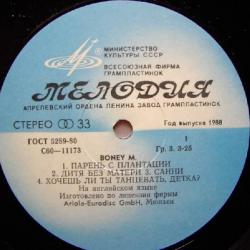 МИНИСТЕРСТВО
КУЛЬТУРЫ СССР
ВСЕСОЮЗНАЯ ФИРМА
ГРАМПЛАСТИНОК
МЕЛОДИЯ
АПРЕЛЕВСКИЙ ОРДЕНА ЛЕНИНА ЗАВОД ГРАМПЛАСТИНОК
СТЕРЕО 33
Год выпуска 1988
ГОСТ 5289-80
С60—11173
1
Гр. 3. 3-25
BONEY M.
1. ПАРЕНЬ С ПЛАНТАЦИИ
2. ДИТЯ БЕЗ МАТЕРИ 3. САННИ
4. ХОЧЕШЬ ЛИ ТЫ ТАНЦЕВАТЬ, ДЕТКА?
На английском языке
Изготовлено по лицензии фирмы
Ariola-Eurodisc GmbH, Мюнхен